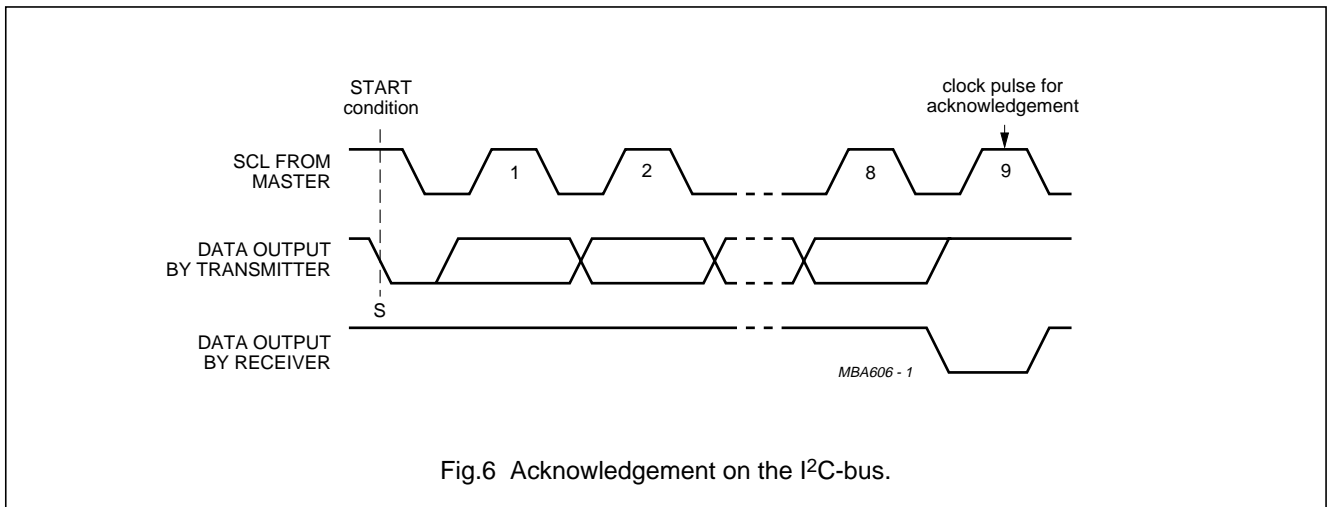 START
condition
clock pulse for
acknowledgement
SCL FROM
MASTER
1
2
8
9
DATA OUTPUT
BY TRANSMITTER
S
DATA OUTPUT
BY RECEIVER
MBA606 - 1
Fig.6 Acknowledgement on the I²C-bus.